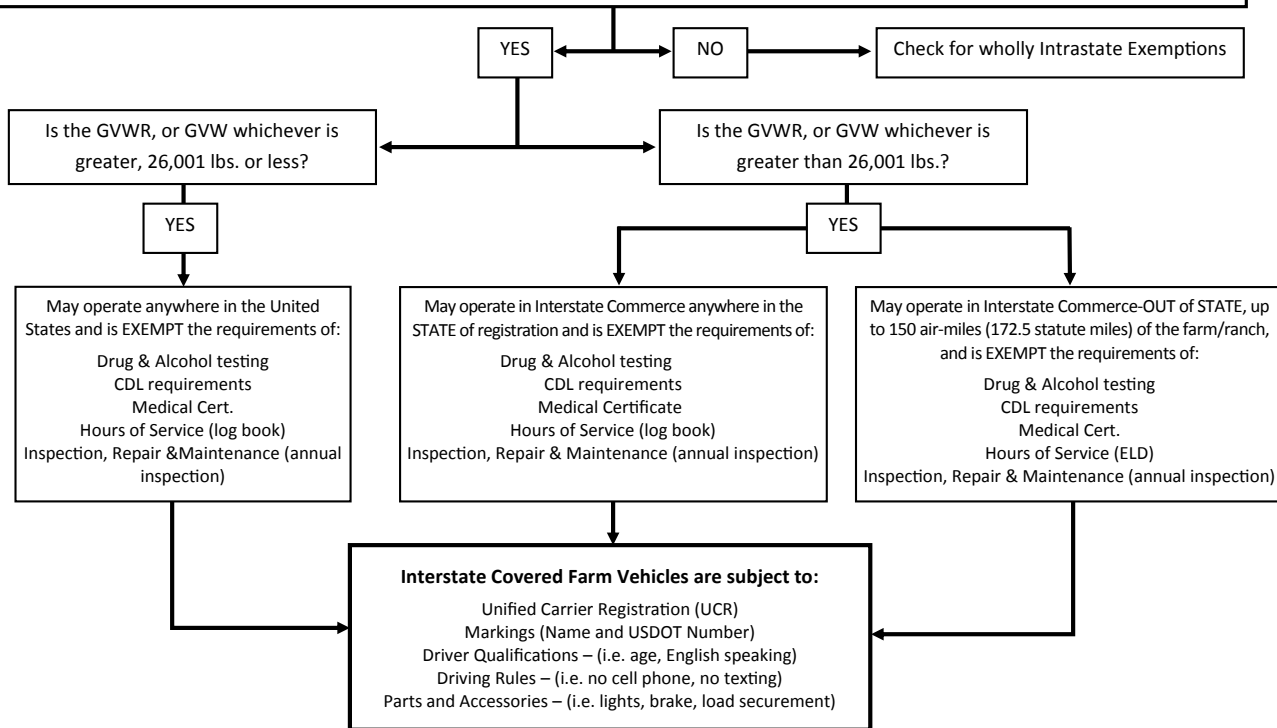 YES
NO
Check for wholly Intrastate Exemptions
Is the GVWR, or GVW whichever is
greater, 26,001 lbs. or less?
Is the GVWR, or GVW whichever is
greater than 26,001 lbs.?
YES
YES
May operate anywhere in the United
States and is EXEMPT the requirements of:
Drug & Alcohol testing
CDL requirements
Medical Cert.
Hours of Service (log book)
Inspection, Repair &Maintenance (annual
inspection)
May operate in Interstate Commerce anywhere in the
STATE of registration and is EXEMPT the requirements of:
Drug & Alcohol testing
CDL requirements
Medical Certificate
Hours of Service (log book)
Inspection, Repair & Maintenance (annual inspection)
May operate in Interstate Commerce-OUT of STATE, up
to 150 air-miles (172.5 statute miles) of the farm/ranch,
and is EXEMPT the requirements of:
Drug & Alcohol testing
CDL requirements
Medical Cert.
Hours of Service (ELD)
Inspection, Repair & Maintenance (annual inspection)
Interstate Covered Farm Vehicles are subject to:
Unified Carrier Registration (UCR)
Markings (Name and USDOT Number)
Driver Qualifications – (i.e. age, English speaking)
Driving Rules – (i.e. no cell phone, no texting)
Parts and Accessories – (i.e. lights, brake, load securement)